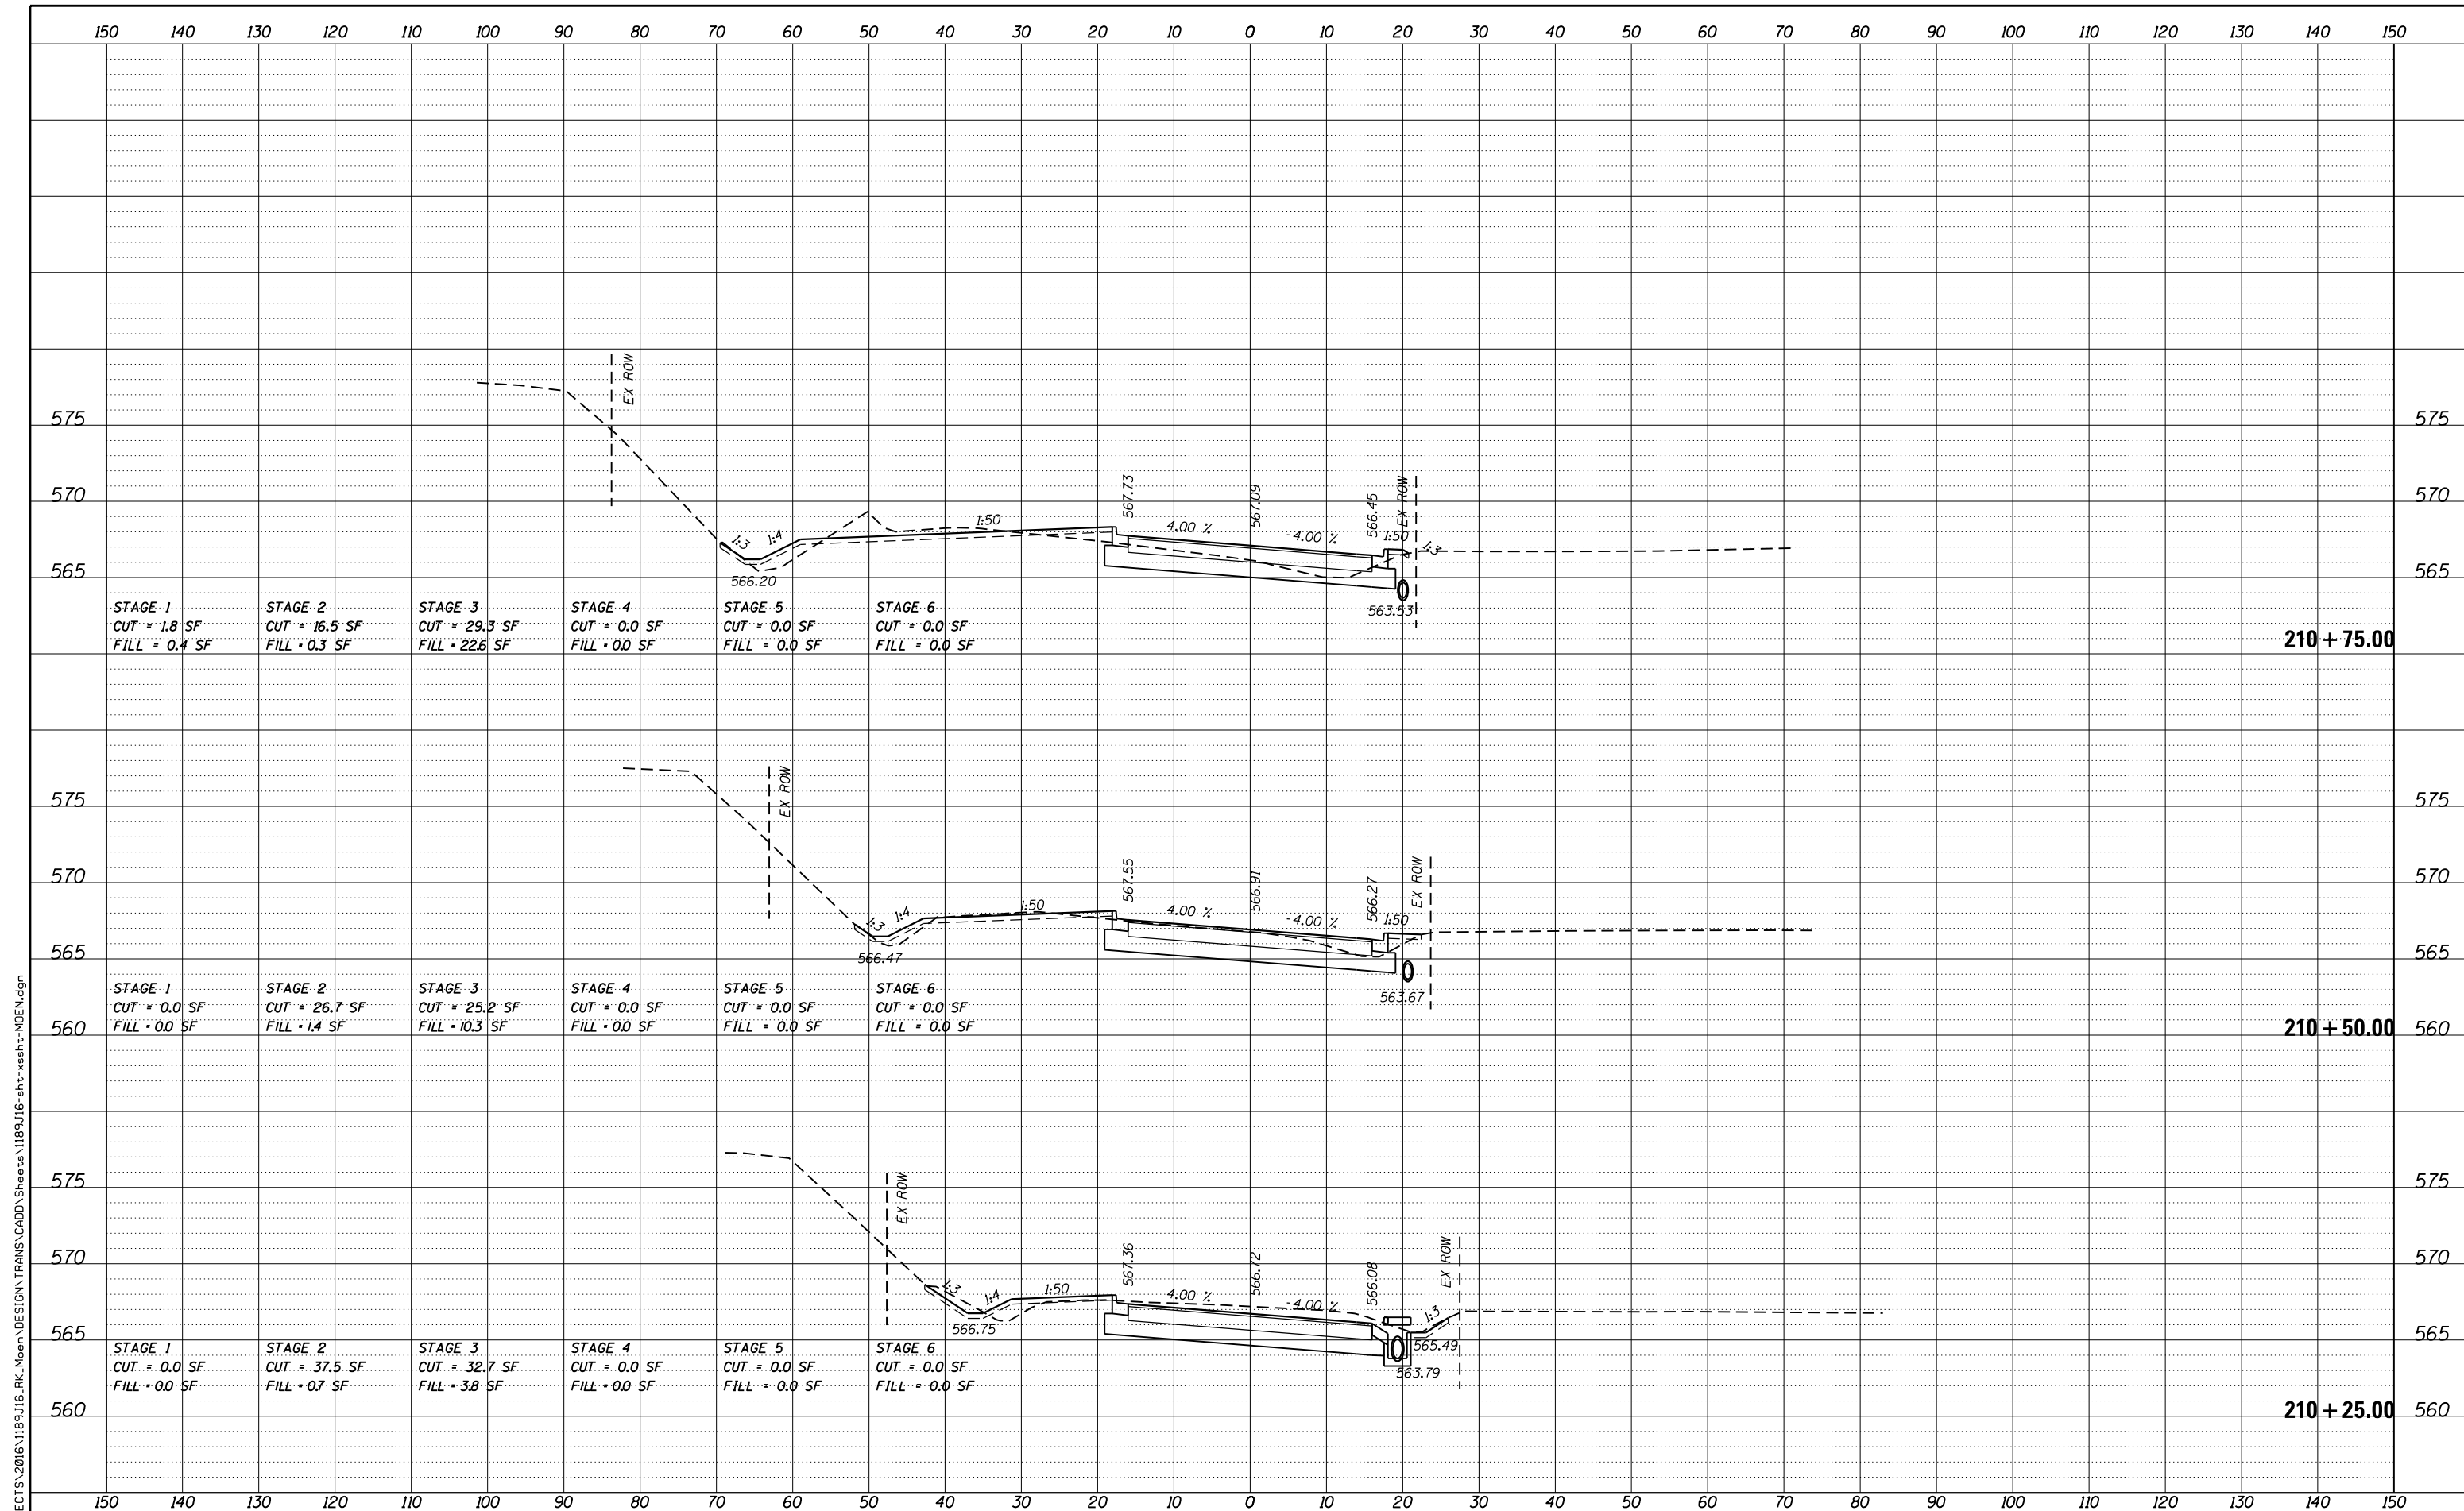 150 140 130 120 110 100 90 80 70 60 50 40 30 20 10 0 10 20 30 40 50 60 70 80 90 100 110 120 130 140 150
EX ROW
575 575
570 567.73 567.09 566.45 EX ROW 570
1:3 1:4 1:50 4.00 % -4.00 % 1:50 1:3
565 566.20 563.53 565
STAGE 1 STAGE 2 STAGE 3 STAGE 4 STAGE 5 STAGE 6
CUT = 1.8 SF CUT = 16.5 SF CUT = 29.3 SF CUT = 0.0 SF CUT = 0.0 SF CUT = 0.0 SF
FILL = 0.4 SF FILL = 0.3 SF FILL = 22.6 SF FILL = 0.0 SF FILL = 0.0 SF FILL = 0.0 SF
210+75.00
EX ROW
575 575
570 567.55 566.91 566.27 EX ROW 570
1:3 1:4 1:50 4.00 % -4.00 % 1:50
565 566.47 563.67 565
STAGE 1 STAGE 2 STAGE 3 STAGE 4 STAGE 5 STAGE 6
CUT = 0.0 SF CUT = 26.7 SF CUT = 25.2 SF CUT = 0.0 SF CUT = 0.0 SF CUT = 0.0 SF
FILL = 0.0 SF FILL = 1.4 SF FILL = 10.3 SF FILL = 0.0 SF FILL = 0.0 SF FILL = 0.0 SF
560 210+50.00 560
575 EX ROW 575
570 567.36 566.72 566.08 EX ROW 570
1:3 1:4 1:50 4.00 % -4.00 % 1:3
565 566.75 565.49 565
563.79
STAGE 1 STAGE 2 STAGE 3 STAGE 4 STAGE 5 STAGE 6
CUT = 0.0 SF CUT = 37.5 SF CUT = 32.7 SF CUT = 0.0 SF CUT = 0.0 SF CUT = 0.0 SF
FILL = 0.0 SF FILL = 0.7 SF FILL = 3.8 SF FILL = 0.0 SF FILL = 0.0 SF FILL = 0.0 SF
560 210+25.00 560
150 140 130 120 110 100 90 80 70 60 50 40 30 20 10 0 10 20 30 40 50 60 70 80 90 100 110 120 130 140 150
ECTS\2016\1189J16_RK_Moen\DESIGN\TRANS\CADD\Sheets\1189J16-sht-xssht-MOEN.dgn